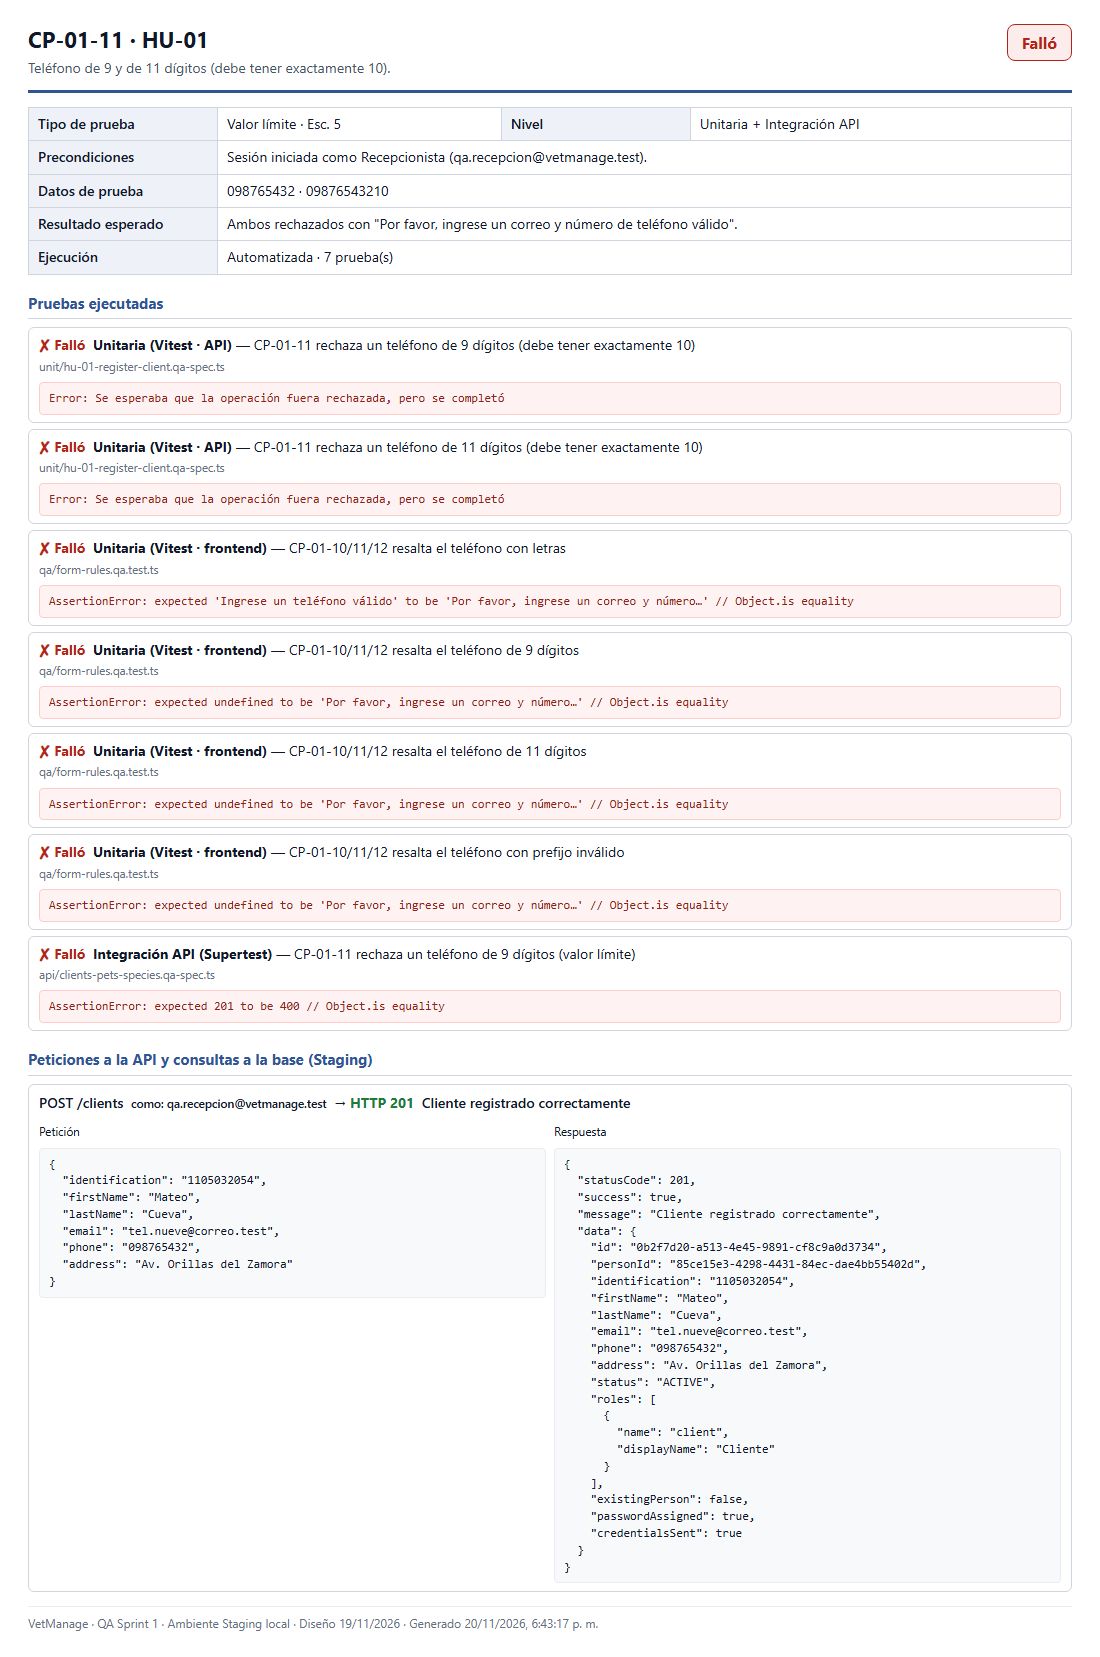 CP-01-11 · HU-01
Falló
Teléfono de 9 y de 11 dígitos (debe tener exactamente 10).
Tipo de prueba Valor límite · Esc. 5 Nivel Unitaria + Integración API
Precondiciones Sesión iniciada como Recepcionista (qa.recepcion@vetmanage.test).
Datos de prueba 098765432 · 09876543210
Resultado esperado Ambos rechazados con "Por favor, ingrese un correo y número de teléfono válido".
Ejecución Automatizada · 7 prueba(s)
Pruebas ejecutadas
✘ Falló Unitaria (Vitest · API) — CP-01-11 rechaza un teléfono de 9 dígitos (debe tener exactamente 10)
unit/hu-01-register-client.qa-spec.ts
Error: Se esperaba que la operación fuera rechazada, pero se completó
✘ Falló Unitaria (Vitest · API) — CP-01-11 rechaza un teléfono de 11 dígitos (debe tener exactamente 10)
unit/hu-01-register-client.qa-spec.ts
Error: Se esperaba que la operación fuera rechazada, pero se completó
✘ Falló Unitaria (Vitest · frontend) — CP-01-10/11/12 resalta el teléfono con letras
qa/form-rules.qa.test.ts
AssertionError: expected 'Ingrese un teléfono válido' to be 'Por favor, ingrese un correo y número…' // Object.is equality
✘ Falló Unitaria (Vitest · frontend) — CP-01-10/11/12 resalta el teléfono de 9 dígitos
qa/form-rules.qa.test.ts
AssertionError: expected undefined to be 'Por favor, ingrese un correo y número…' // Object.is equality
✘ Falló Unitaria (Vitest · frontend) — CP-01-10/11/12 resalta el teléfono de 11 dígitos
qa/form-rules.qa.test.ts
AssertionError: expected undefined to be 'Por favor, ingrese un correo y número…' // Object.is equality
✘ Falló Unitaria (Vitest · frontend) — CP-01-10/11/12 resalta el teléfono con prefijo inválido
qa/form-rules.qa.test.ts
AssertionError: expected undefined to be 'Por favor, ingrese un correo y número…' // Object.is equality
✘ Falló Integración API (Supertest) — CP-01-11 rechaza un teléfono de 9 dígitos (valor límite)
api/clients-pets-species.qa-spec.ts
AssertionError: expected 201 to be 400 // Object.is equality
Peticiones a la API y consultas a la base (Staging)
POST /clients como: qa.recepcion@vetmanage.test → HTTP 201 Cliente registrado correctamente
Petición
{
"identification": "1105032054",
"firstName": "Mateo",
"lastName": "Cueva",
"email": "tel.nueve@correo.test",
"phone": "098765432",
"address": "Av. Orillas del Zamora"
}
Respuesta
{
"statusCode": 201,
"success": true,
"message": "Cliente registrado correctamente",
"data": {
"id": "0b2f7d20-a513-4e45-9891-cf8c9a0d3734",
"personId": "85ce15e3-4298-4431-84ec-dae4bb55402d",
"identification": "1105032054",
"firstName": "Mateo",
"lastName": "Cueva",
"email": "tel.nueve@correo.test",
"phone": "098765432",
"address": "Av. Orillas del Zamora",
"status": "ACTIVE",
"roles": [
{
"name": "client",
"displayName": "Cliente"
}
],
"existingPerson": false,
"passwordAssigned": true,
"credentialsSent": true
}
}
VetManage · QA Sprint 1 · Ambiente Staging local · Diseño 19/11/2026 · Generado 20/11/2026, 6:43:17 p. m.